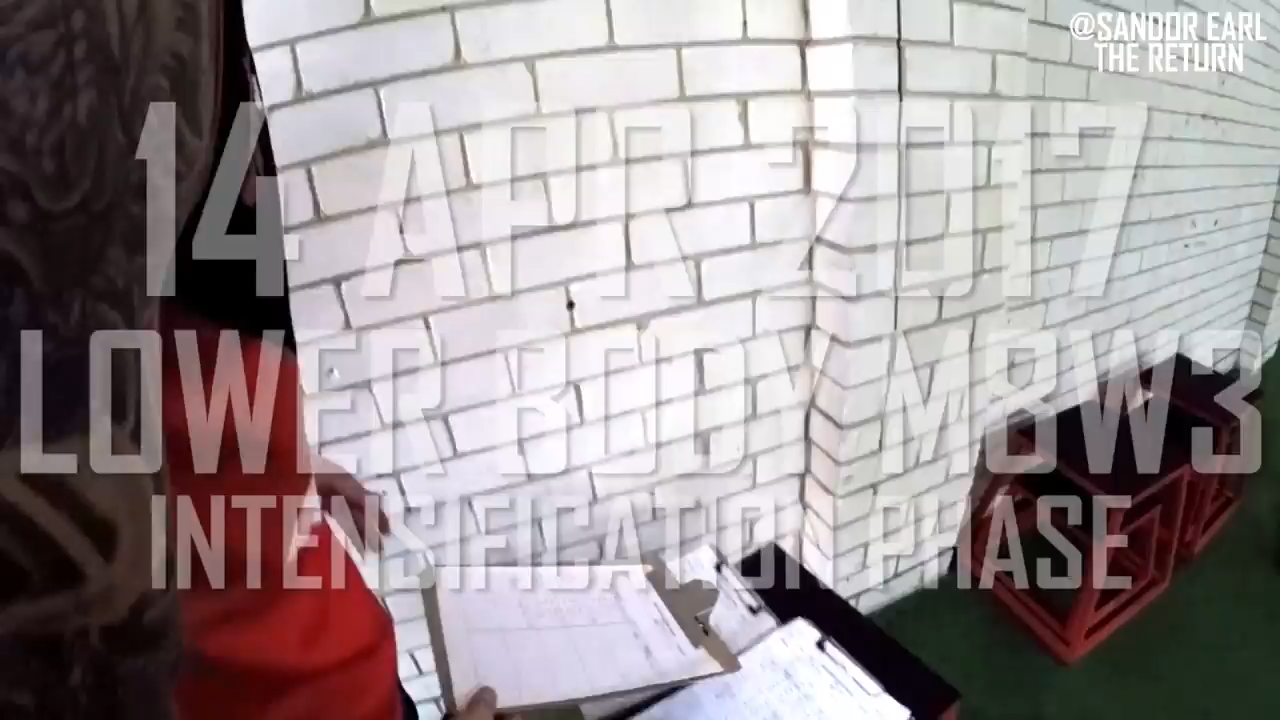 @SANDOR EARL
THE RETURN
14 APR 2017
LOWER BODY M8W3
INTENSIFICATION PHASE